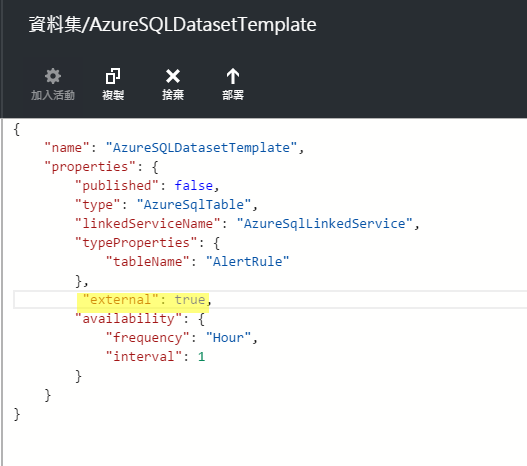 資料集/AzureSQLDatasetTemplate
加入活動 複製 捨棄 部署
{
    "name": "AzureSQLDatasetTemplate",
    "properties": {
        "published": false,
        "type": "AzureSqlTable",
        "linkedServiceName": "AzureSqlLinkedService",
        "typeProperties": {
            "tableName": "AlertRule"
        },
         "external": true,
        "availability": {
            "frequency": "Hour",
            "interval": 1
        }
    }
}